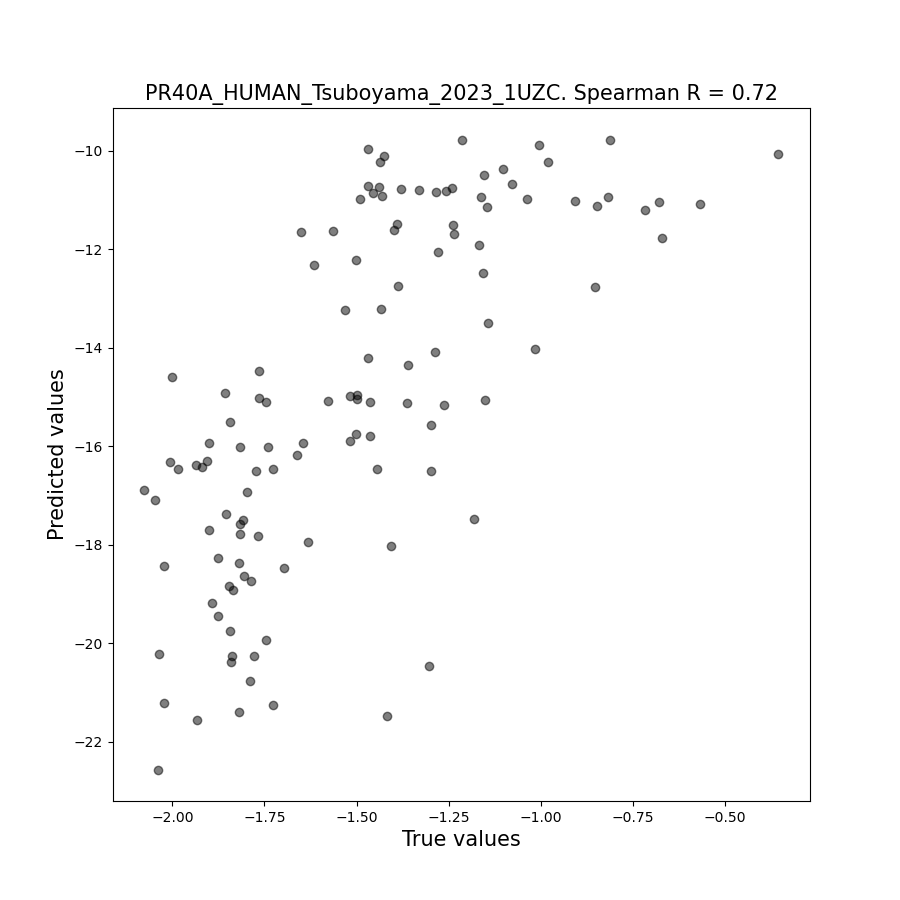 PR40A_HUMAN_Tsuboyama_2023_1UZC. Spearman R = 0.72
Predicted values
−10
−12
−14
−16
−18
−20
−22
−2.00 −1.75 −1.50 −1.25 −1.00 −0.75 −0.50
True values